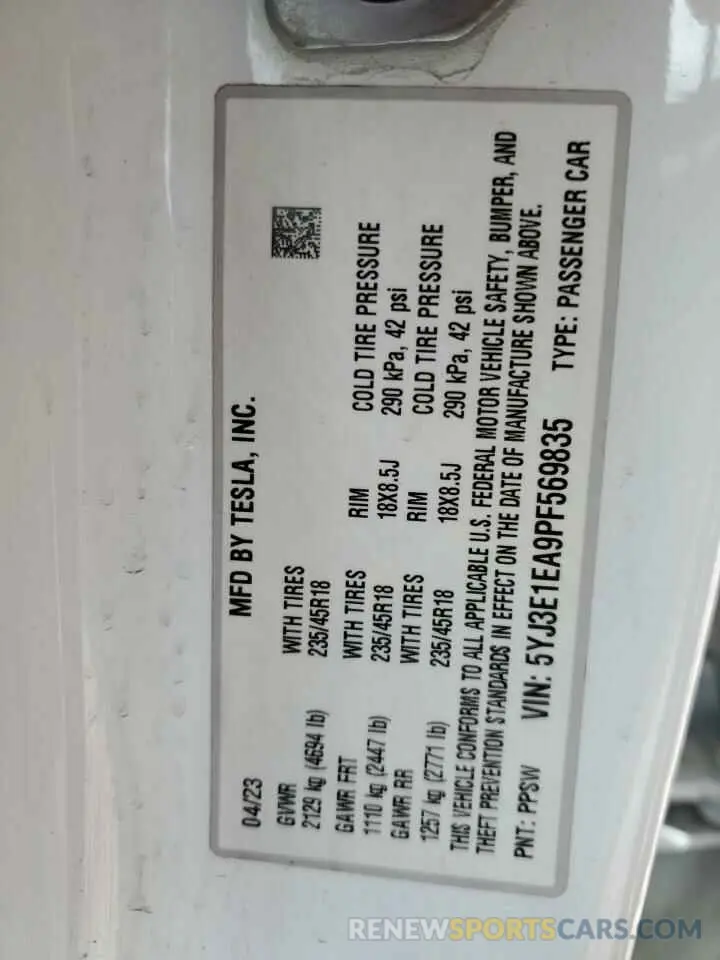 04/23 MFD BY TESLA, INC.
GVWR WITH TIRES
2129 kg (4694 lb) 235/45R18
GAWR FRT WITH TIRES RIM COLD TIRE PRESSURE
1110 kg (2447 lb) 235/45R18 18X8.5J 290 kPa, 42 psi
GAWR RR WITH TIRES RIM COLD TIRE PRESSURE
1257 kg (2771 lb) 235/45R18 18X8.5J 290 kPa, 42 psi
THIS VEHICLE CONFORMS TO ALL APPLICABLE U.S. FEDERAL MOTOR VEHICLE SAFETY, BUMPER, AND
THEFT PREVENTION STANDARDS IN EFFECT ON THE DATE OF MANUFACTURE SHOWN ABOVE.
PNT: PPSW VIN: 5YJ3E1EA9PF569835 TYPE: PASSENGER CAR
RENEWSPORTSCARS.COM